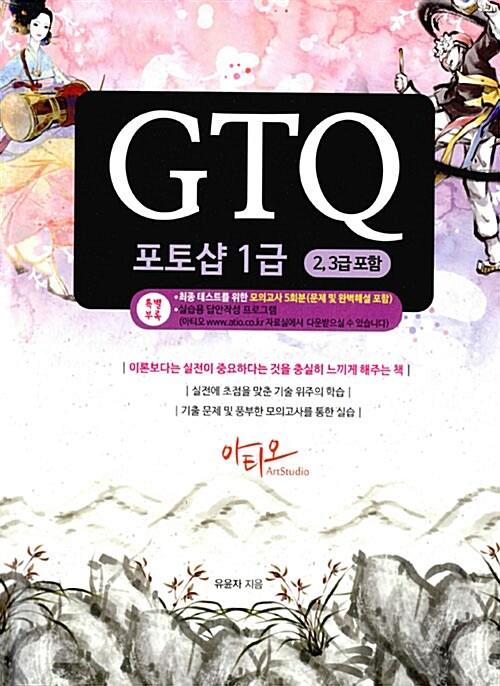 GTQ
포토샵 1급
2, 3급 포함
특별
부록
•최종 테스트를 위한 모의고사 5회분(문제 및 완벽해설 포함)
•실습용 답안작성 프로그램
(아티오 www.atio.co.kr 자료실에서 다운받으실 수 있습니다)
| 이론보다는 실전이 중요하다는 것을 충실히 느끼게 해주는 책 |
| 실전에 초점을 맞춘 기술 위주의 학습 |
| 기출 문제 및 풍부한 모의고사를 통한 실습 |
아티오
ArtStudio
유윤자 지음